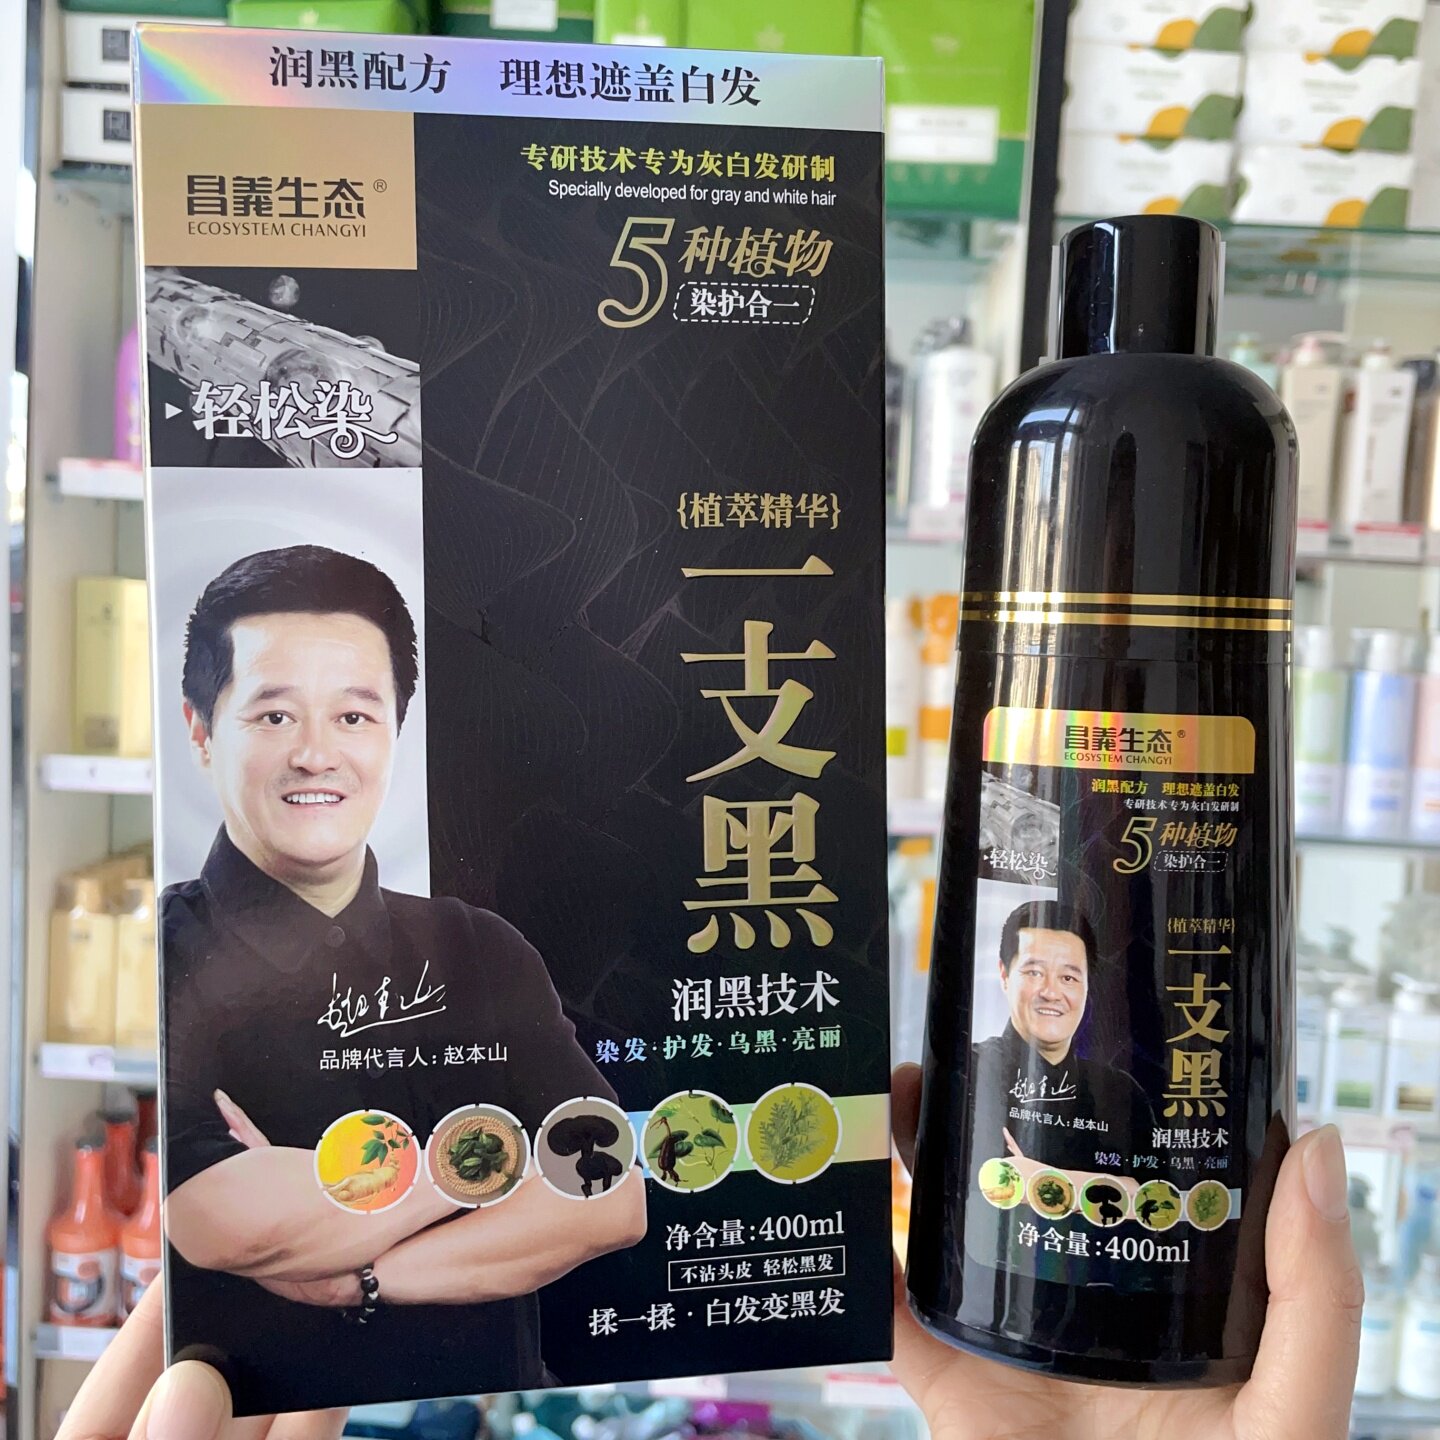 润黑配方 理想遮盖白发
昌義生态®
ECOSYSTEM CHANGYI
专研技术专为灰白发研制
Specially developed for gray and white hair
5种植物
染护合一
轻松染
{植萃精华}
一支黑
润黑技术
染发·护发·乌黑·亮丽
赵本山
品牌代言人:赵本山
净含量:400ml
不沾头皮 轻松黑发
揉一揉·白发变黑发
昌義生态®
ECOSYSTEM CHANGYI
润黑配方 理想遮盖白发
专研技术专为灰白发研制
5种植物
染护合一
轻松染
{植萃精华}
一支黑
润黑技术
染发·护发·乌黑·亮丽
赵本山
品牌代言人:赵本山
净含量:400ml